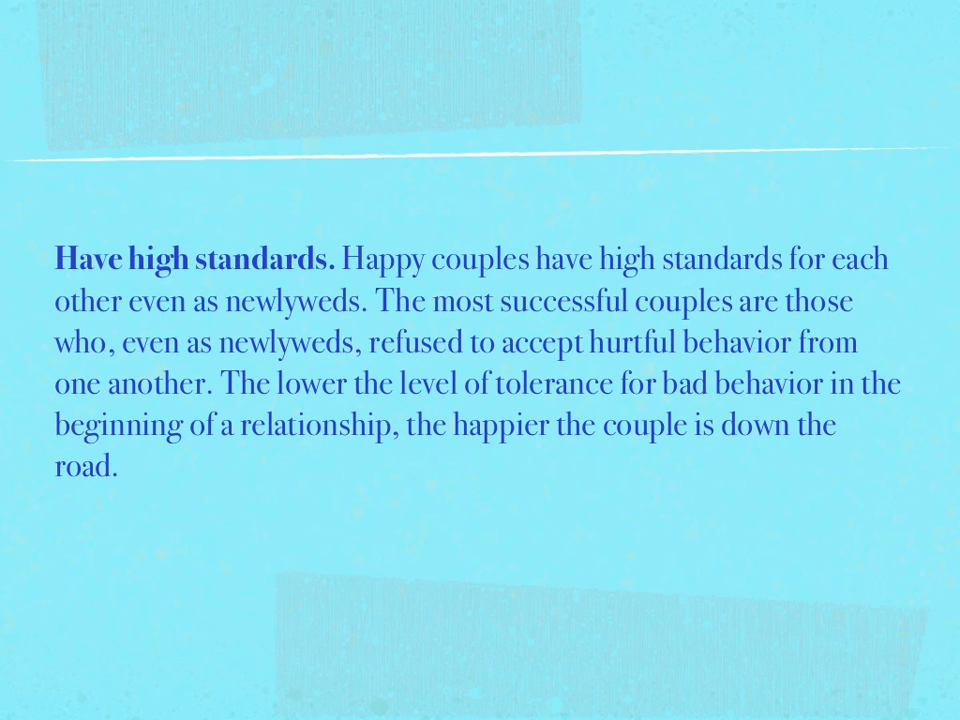 Have high standards. Happy couples have high standards for each
other even as newlyweds. The most successful couples are those
who, even as newlyweds, refused to accept hurtful behavior from
one another. The lower the level of tolerance for bad behavior in the
beginning of a relationship, the happier the couple is down the
road.